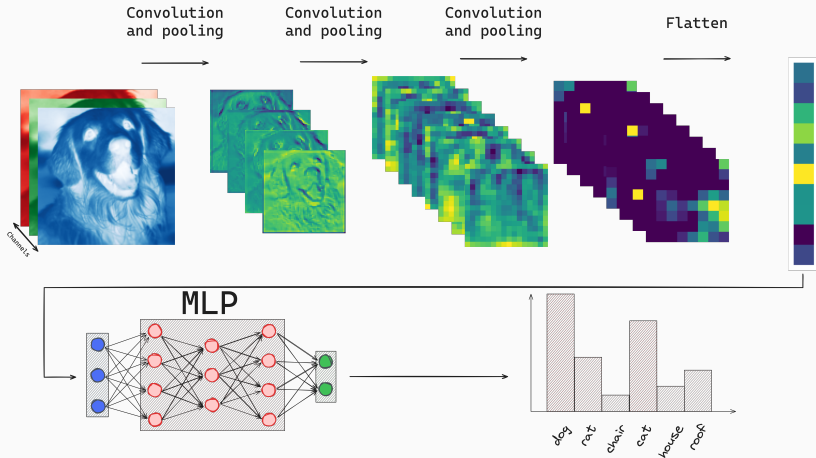 Convolution
and pooling
Convolution
and pooling
Convolution
and pooling
Flatten
Channels
MLP
dog
rat
chair
cat
house
roof